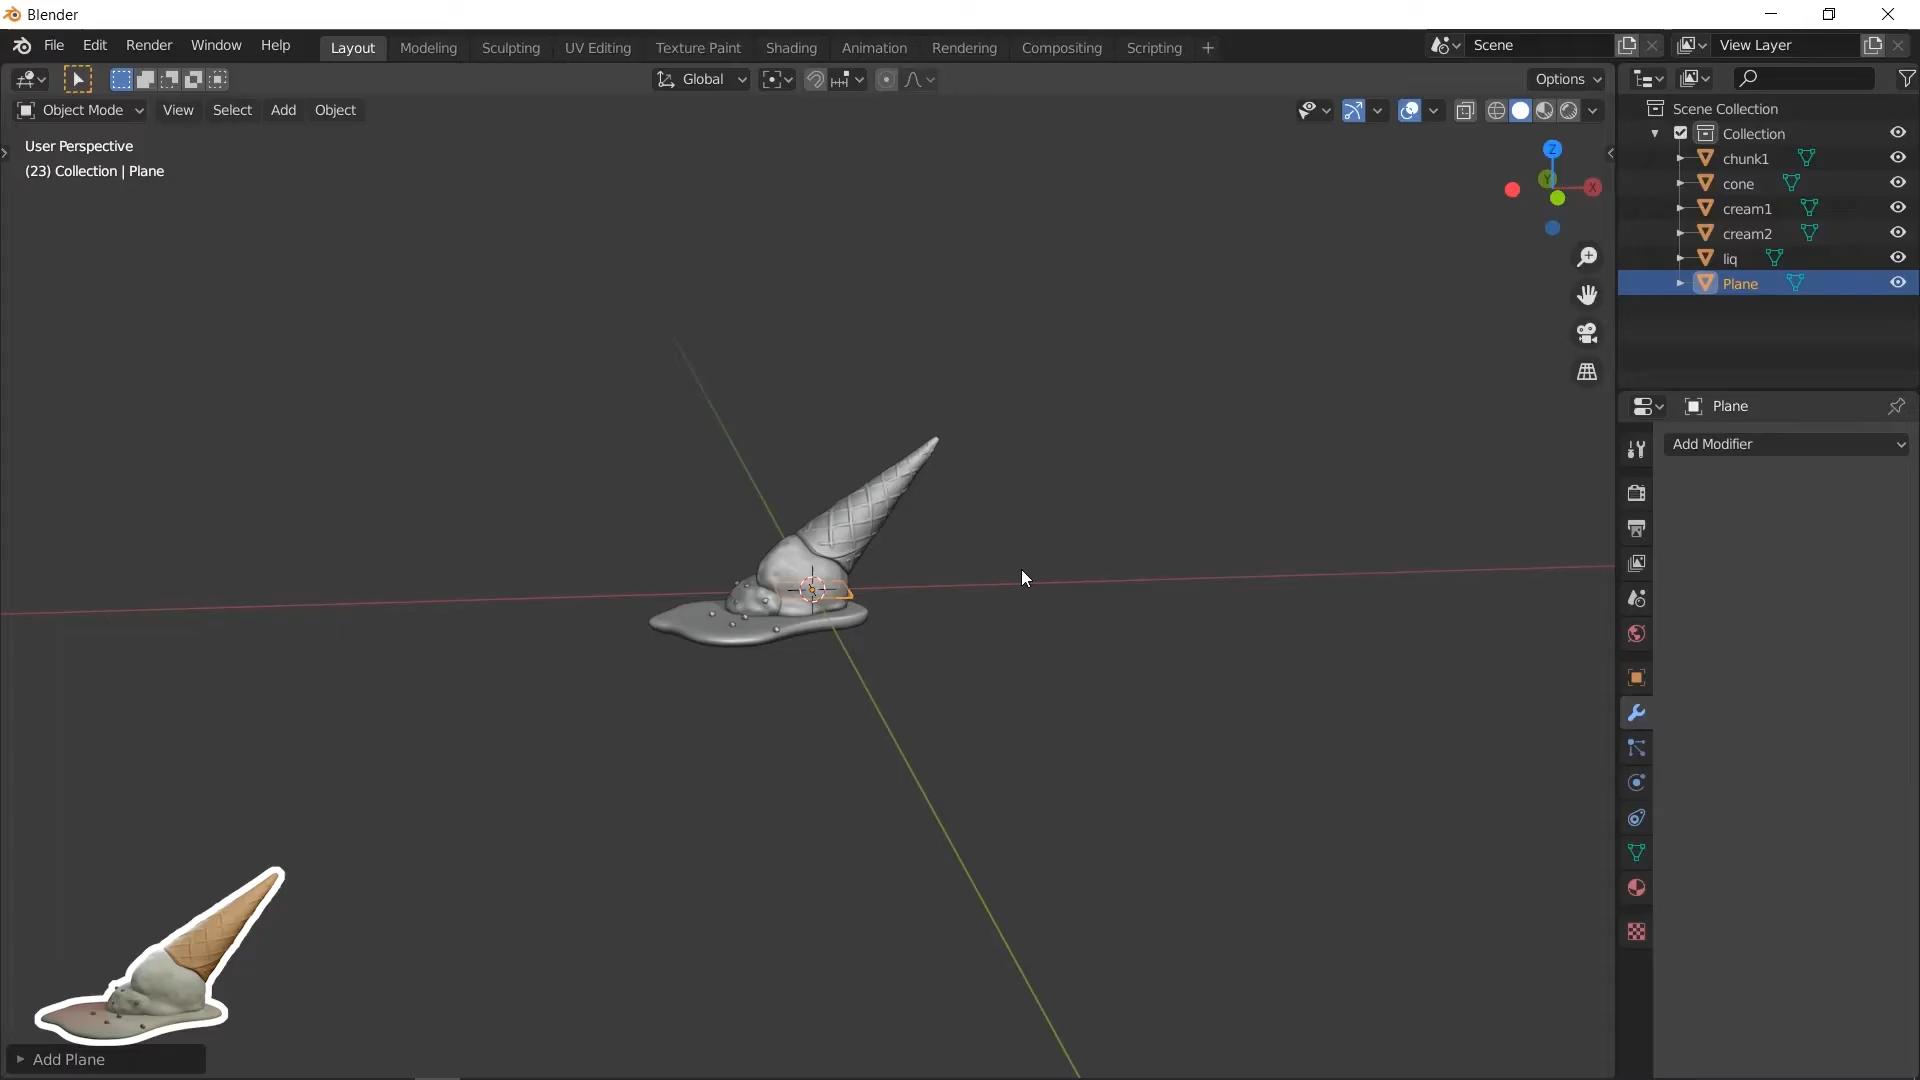 Blender
File Edit Render Window Help
Layout Modeling Sculpting UV Editing Texture Paint Shading Animation Rendering Compositing Scripting +
Scene
View Layer
Global
Options
Object Mode View Select Add Object
User Perspective
(23) Collection | Plane
Z
Y
X
Scene Collection
Collection
chunk1
cone
cream1
cream2
liq
Plane
Plane
Add Modifier
Add Plane